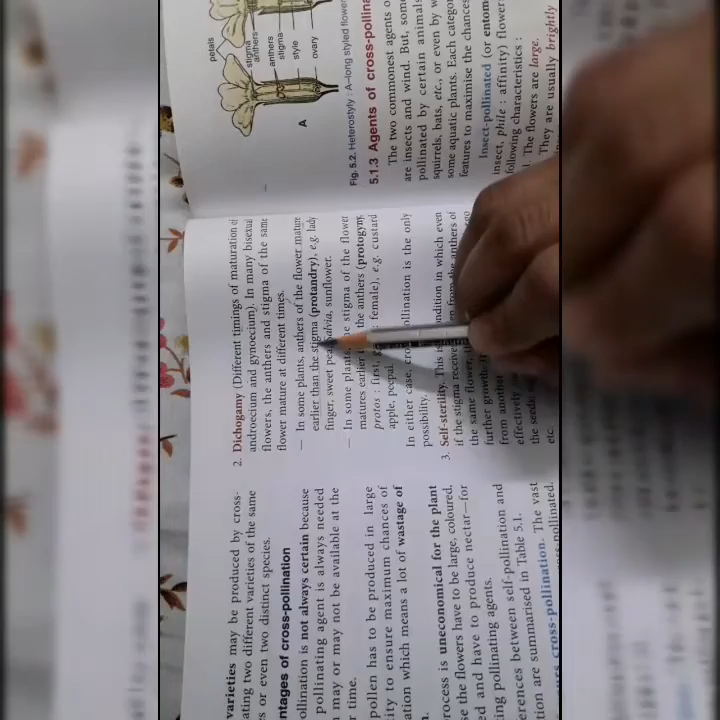 varieties may be produced by cross-
ating two different varieties of the same
s or even two distinct species.
ntages of cross-pollination
ollination is not always certain because
pollinating agent is always needed
may or may not be available at the
r time.
pollen has to be produced in large
ity to ensure maximum chances of
ation which means a lot of wastage of
n.
rocess is uneconomical for the plant
se the flowers have to be large, coloured,
ed and have to produce nectar—for
ing pollinating agents.
erences between self-pollination and
tion are summarised in Table 5.1.
cross-pollination. The vast
pollinated.
2. Dichogamy (Different timings of maturation of
androecium and gynoecium). In many bisexual
flowers, the anthers and stigma of the same
flower mature at different times.
— In some plants, anthers of the flower mature
earlier than the stigma (protandry), e.g. lady
finger, sweet pea, Salvia, sunflower.
— In some plants, stigma of the flower
matures earlier the anthers (protogyny,
protos : first, : female), e.g. custard
apple, peepal.
In either case, pollination is the only
possibility.
3. Self-sterility. This is condition in which even
if the stigma receives from the anthers of
the same flower,
further growth.
from another
effectively
the seeds
etc.
petals
stigma
anthers
anthers
stigma
style
ovary
A
Fig. 5.2. Heterostyly : A-long styled flower
5.1.3 Agents of cross-pollina
The two commonest agents o
are insects and wind. But, som
pollinated by certain animals
squirrels, bats, etc., or even by w
some aquatic plants. Each categor
features to maximise the chances
Insect-pollinated (or entom
insect, phile : affinity) flower
following characteristics :
The flowers are large.
They are usually brightly